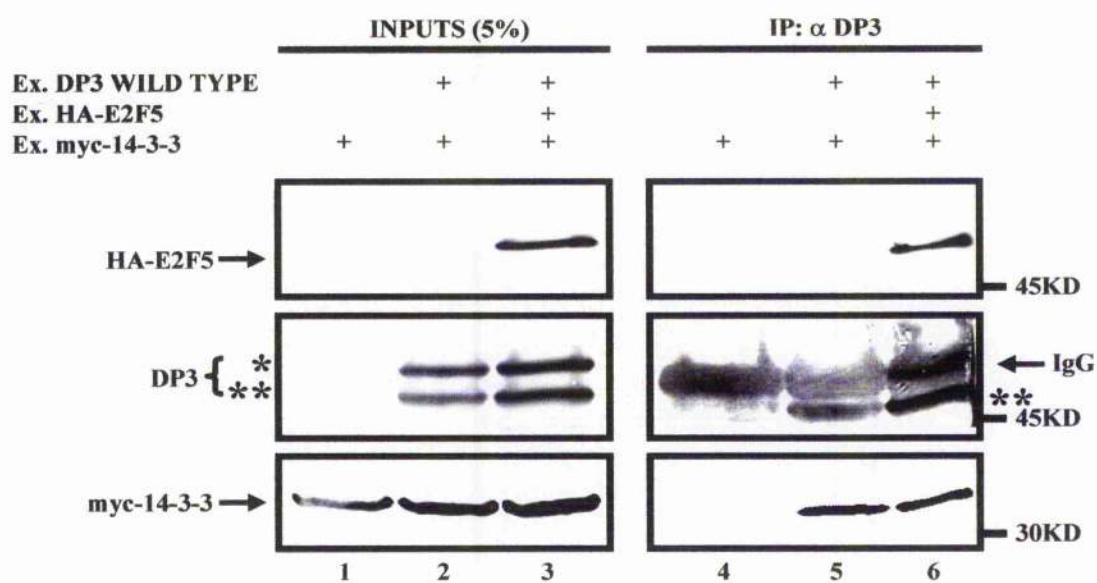 INPUTS (5%) IP: α DP3
Ex. DP3 WILD TYPE + + + +
Ex. HA-E2F5 + +
Ex. myc-14-3-3 + + + + + +
HA-E2F5
45KD
DP3 { * IgG
** **
45KD
myc-14-3-3
30KD
1 2 3 4 5 6